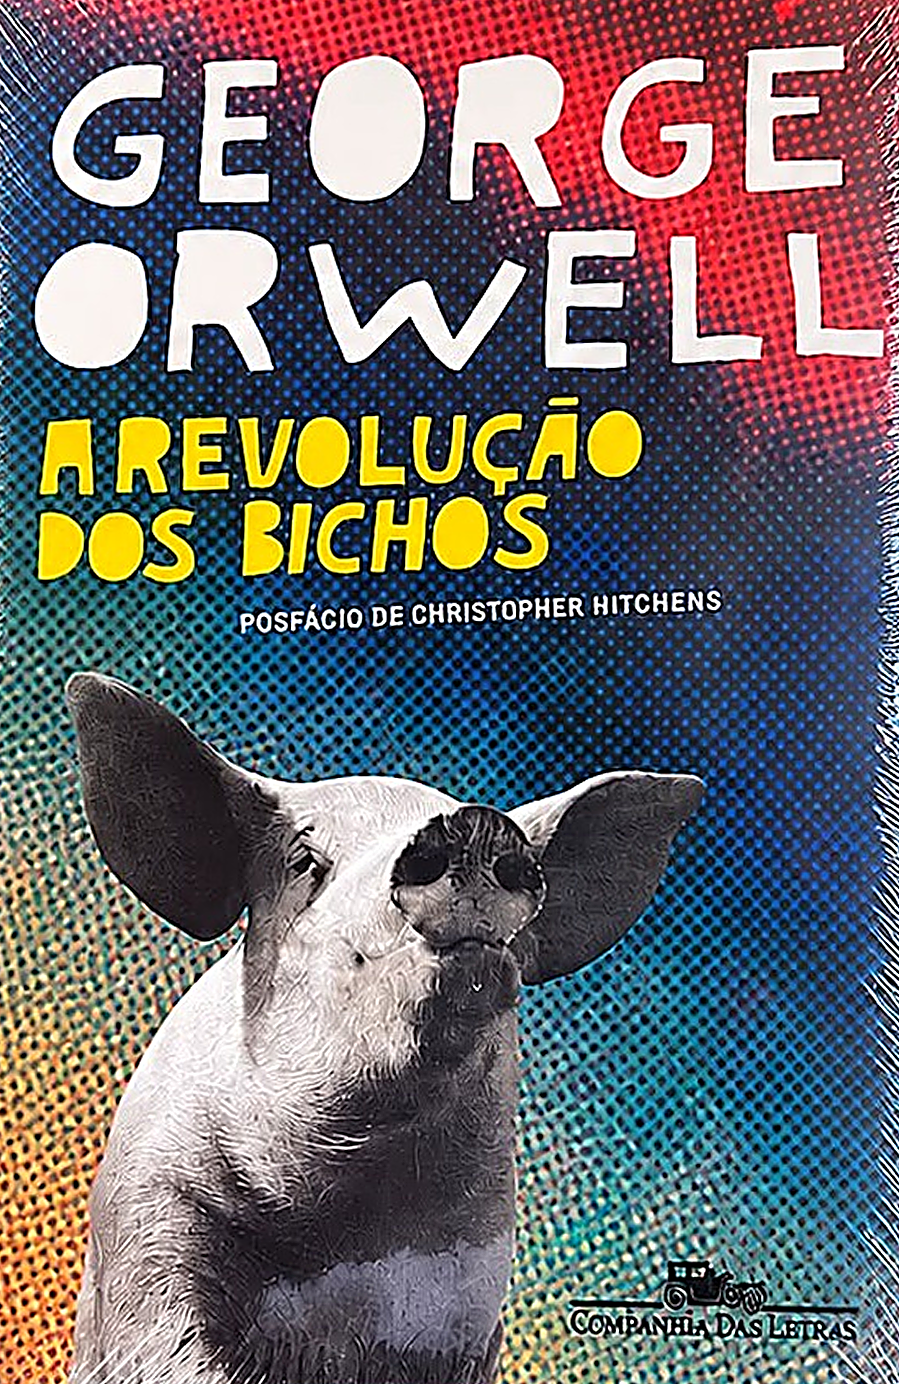 GEORGE
ORWELL
A REVOLUÇÃO
DOS BICHOS
POSFÁCIO DE CHRISTOPHER HITCHENS
COMPANHIA DAS LETRAS